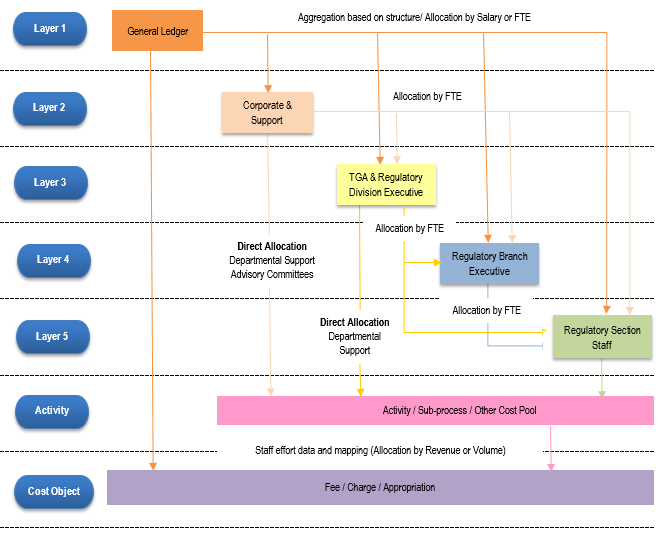 Layer 1
General Ledger
Aggregation based on structure/ Allocation by Salary or FTE
Layer 2
Corporate &
Support
Allocation by FTE
Layer 3
TGA & Regulatory
Division Executive
Allocation by FTE
Layer 4
Direct Allocation
Departmental Support
Advisory Committees
Regulatory Branch
Executive
Allocation by FTE
Layer 5
Direct Allocation
Departmental
Support
Regulatory Section
Staff
Activity
Activity / Sub-process / Other Cost Pool
Staff effort data and mapping (Allocation by Revenue or Volume)
Cost Object
Fee / Charge / Appropriation